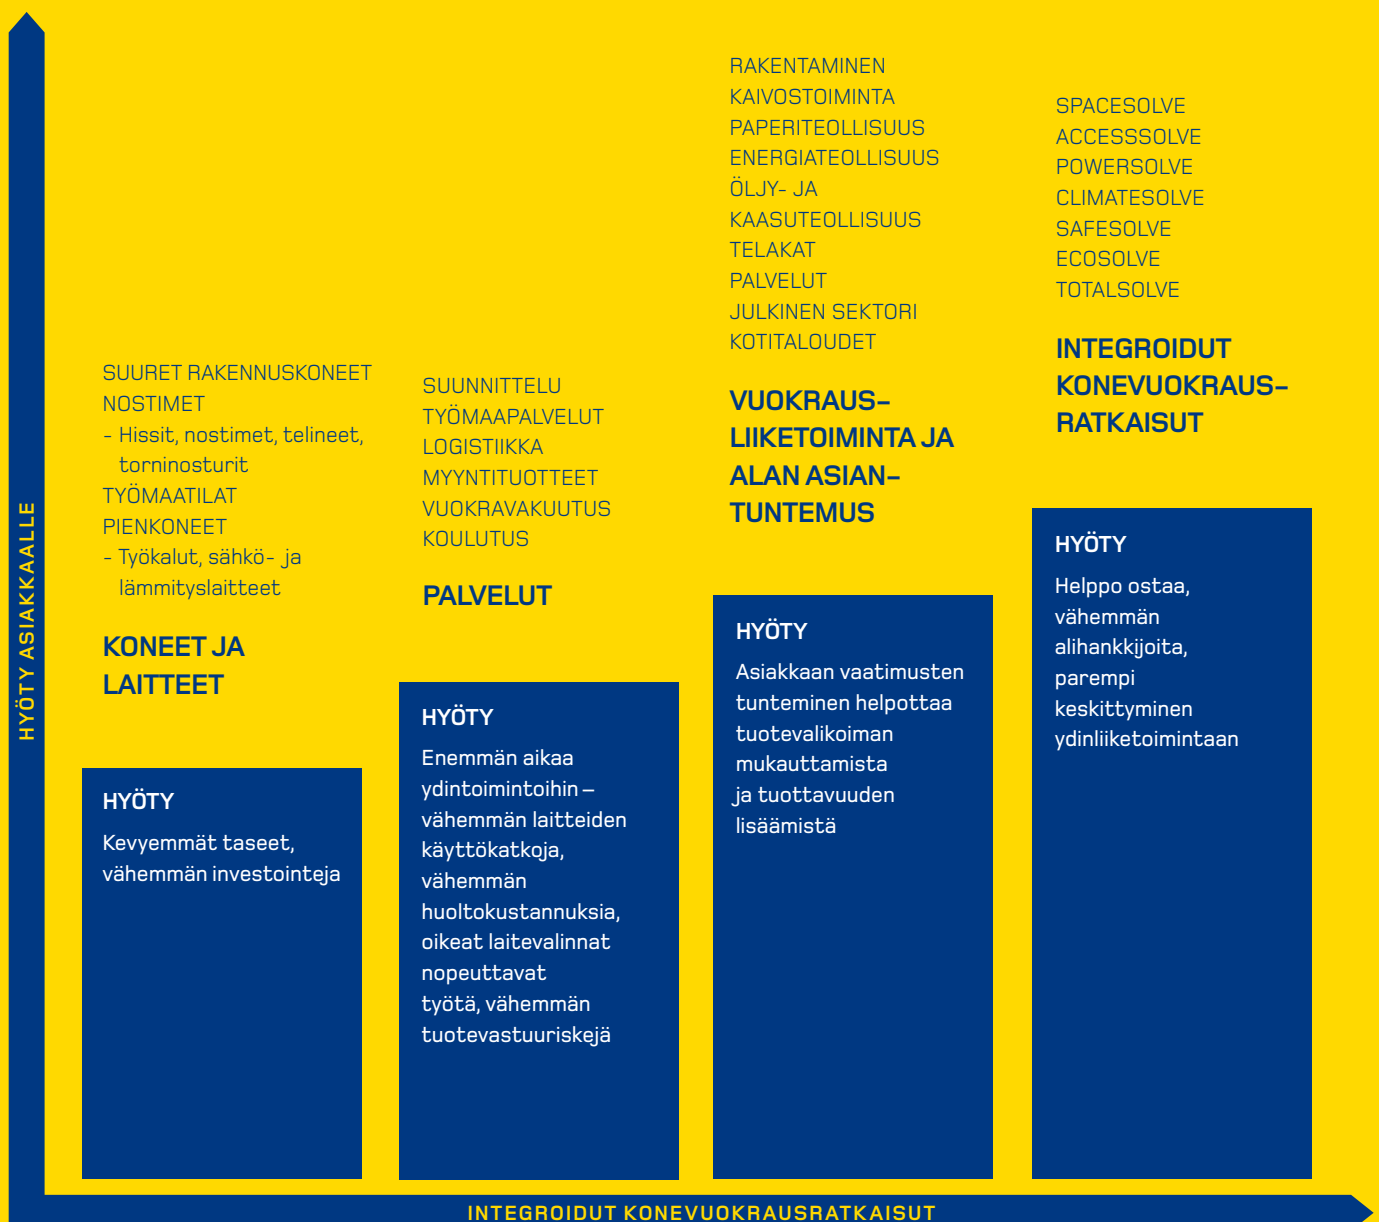 HYÖTY ASIAKKAALLE
SUURET RAKENNUSKONEET
NOSTIMET
- Hissit, nostimet, telineet,
torninosturit
TYÖMAATILAT
PIENKONEET
- Työkalut, sähkö- ja
lämmityslaitteet
KONEET JA
LAITTEET
HYÖTY
Kevyemmät taseet,
vähemmän investointeja
SUUNNITTELU
TYÖMAAPALVELUT
LOGISTIIKKA
MYYNTITUOTTEET
VUOKRAVAKUUTUS
KOULUTUS
PALVELUT
HYÖTY
Enemmän aikaa
ydintoimintoihin –
vähemmän laitteiden
käyttökatkoja,
vähemmän
huoltokustannuksia,
oikeat laitevalinnat
nopeuttavat
työtä, vähemmän
tuotevastuuriskejä
RAKENTAMINEN
KAIVOSTOIMINTA
PAPERITEOLLISUUS
ENERGIATEOLLISUUS
ÖLJY- JA
KAASUTEOLLISUUS
TELAKAT
PALVELUT
JULKINEN SEKTORI
KOTITALOUDET
VUOKRAUS-
LIIKETOIMINTA JA
ALAN ASIAN-
TUNTEMUS
HYÖTY
Asiakkaan vaatimusten
tunteminen helpottaa
tuotevalikoiman
mukauttamista
ja tuottavuuden
lisäämistä
SPACESOLVE
ACCESSSOLVE
POWERSOLVE
CLIMATESOLVE
SAFESOLVE
ECOSOLVE
TOTALSOLVE
INTEGROIDUT
KONEVUOKRAUS-
RATKAISUT
HYÖTY
Helppo ostaa,
vähemmän
alihankkijoita,
parempi
keskittyminen
ydinliiketoimintaan
INTEGROIDUT KONEVUOKRAUSRATKAISUT